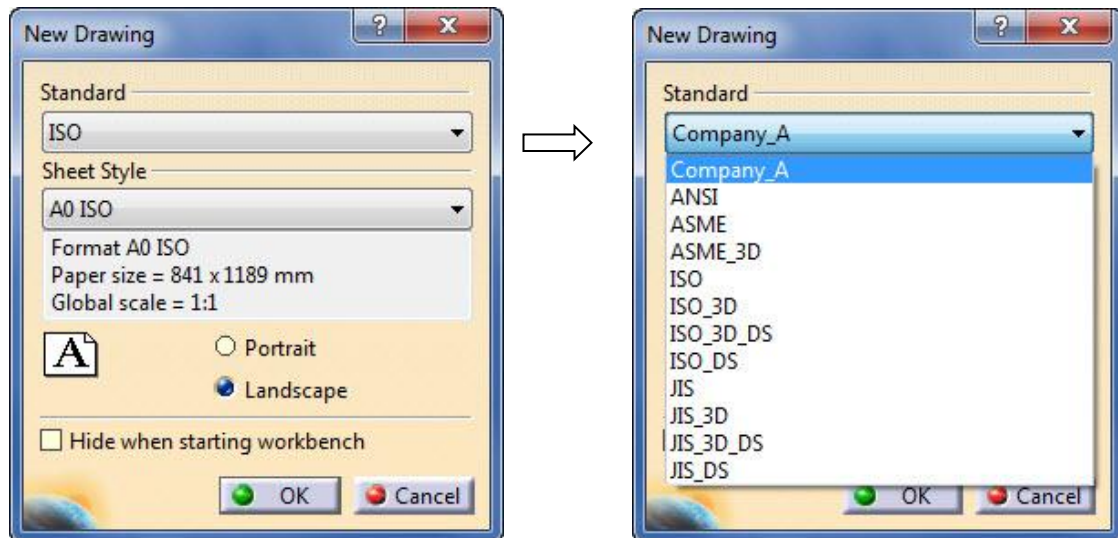 New Drawing
Standard
ISO
Sheet Style
A0 ISO
Format A0 ISO
Paper size = 841 x 1189 mm
Global scale = 1:1
A
Portrait
Landscape
Hide when starting workbench
OK
Cancel
New Drawing
Standard
Company_A
Company_A
ANSI
ASME
ASME_3D
ISO
ISO_3D
ISO_3D_DS
ISO_DS
JIS
JIS_3D
JIS_3D_DS
JIS_DS
OK
Cancel